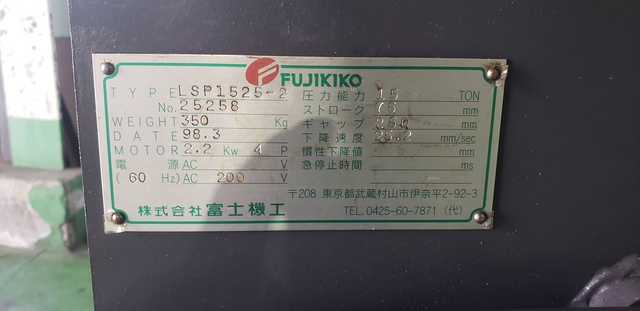 FUJIKIKO
TYPE LSP1525-2 圧力能力 15 TON
No. 25258 ストローク 75 mm
WEIGHT 350 Kg ギャップ 250 mm
DATE 98.3 下降速度 mm/sec
MOTOR 2.2 Kw 4 P 慣性下降値 mm
電源 AC V 急停止時間 ms
(60 Hz) AC 200 V
〒208 東京都武蔵村山市伊奈平2-92-3
株式会社富士機工 TEL.0425-60-7871 (代)